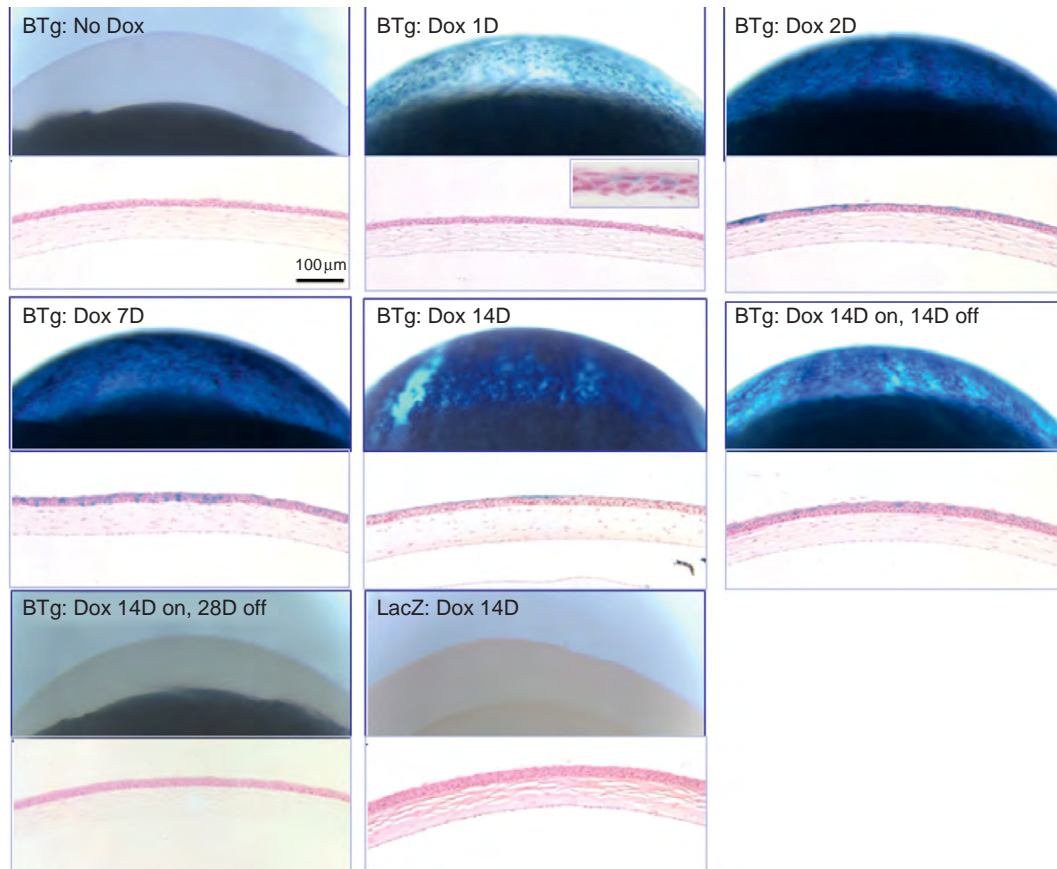 BTg: No Dox
BTg: Dox 1D
BTg: Dox 2D
100 μm
BTg: Dox 7D
BTg: Dox 14D
BTg: Dox 14D on, 14D off
BTg: Dox 14D on, 28D off
LacZ: Dox 14D